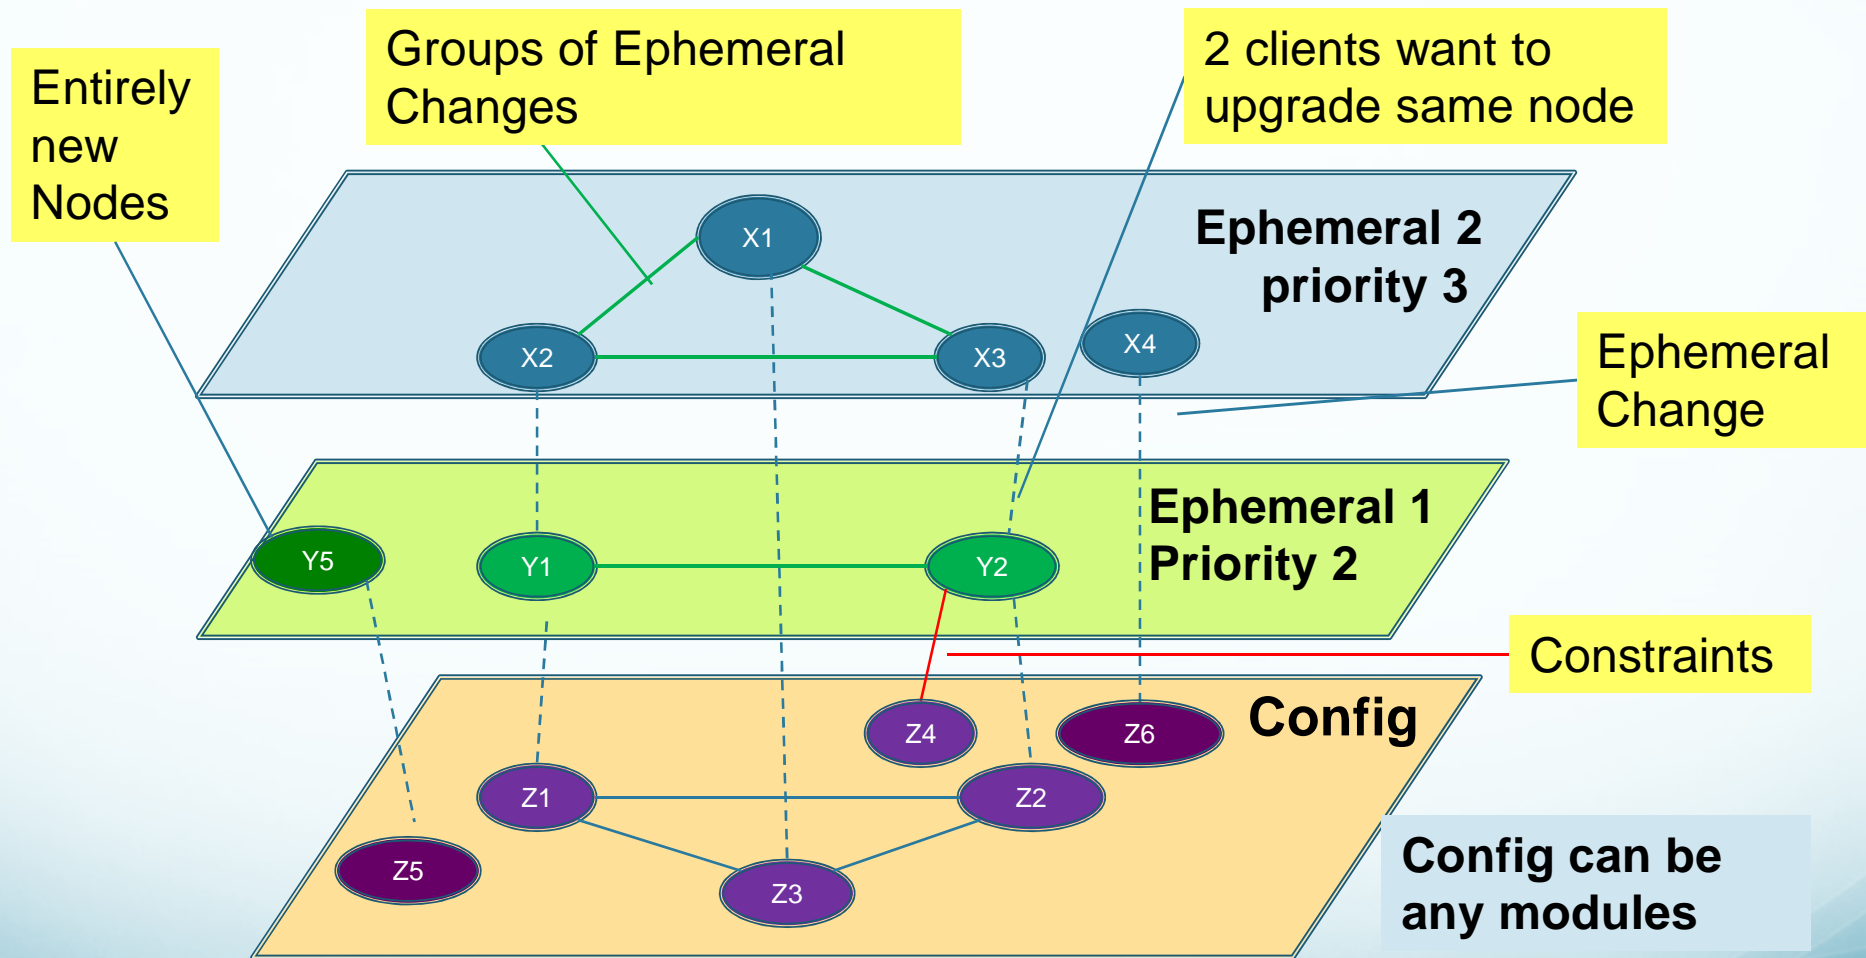 Entirely
new
Nodes
Groups of Ephemeral
Changes
2 clients want to
upgrade same node
X1
Ephemeral 2
priority 3
X2
X3
X4
Ephemeral
Change
Ephemeral 1
Priority 2
Y5
Y1
Y2
Constraints
Config
Z4
Z6
Z1
Z2
Z5
Z3
Config can be
any modules